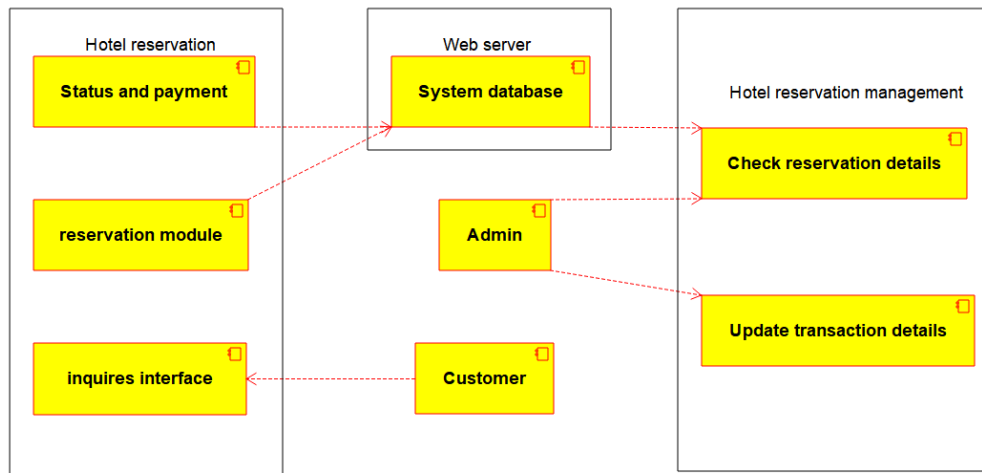 Hotel reservation
Status and payment
reservation module
inquires interface
Web server
System database
Admin
Customer
Hotel reservation management
Check reservation details
Update transaction details